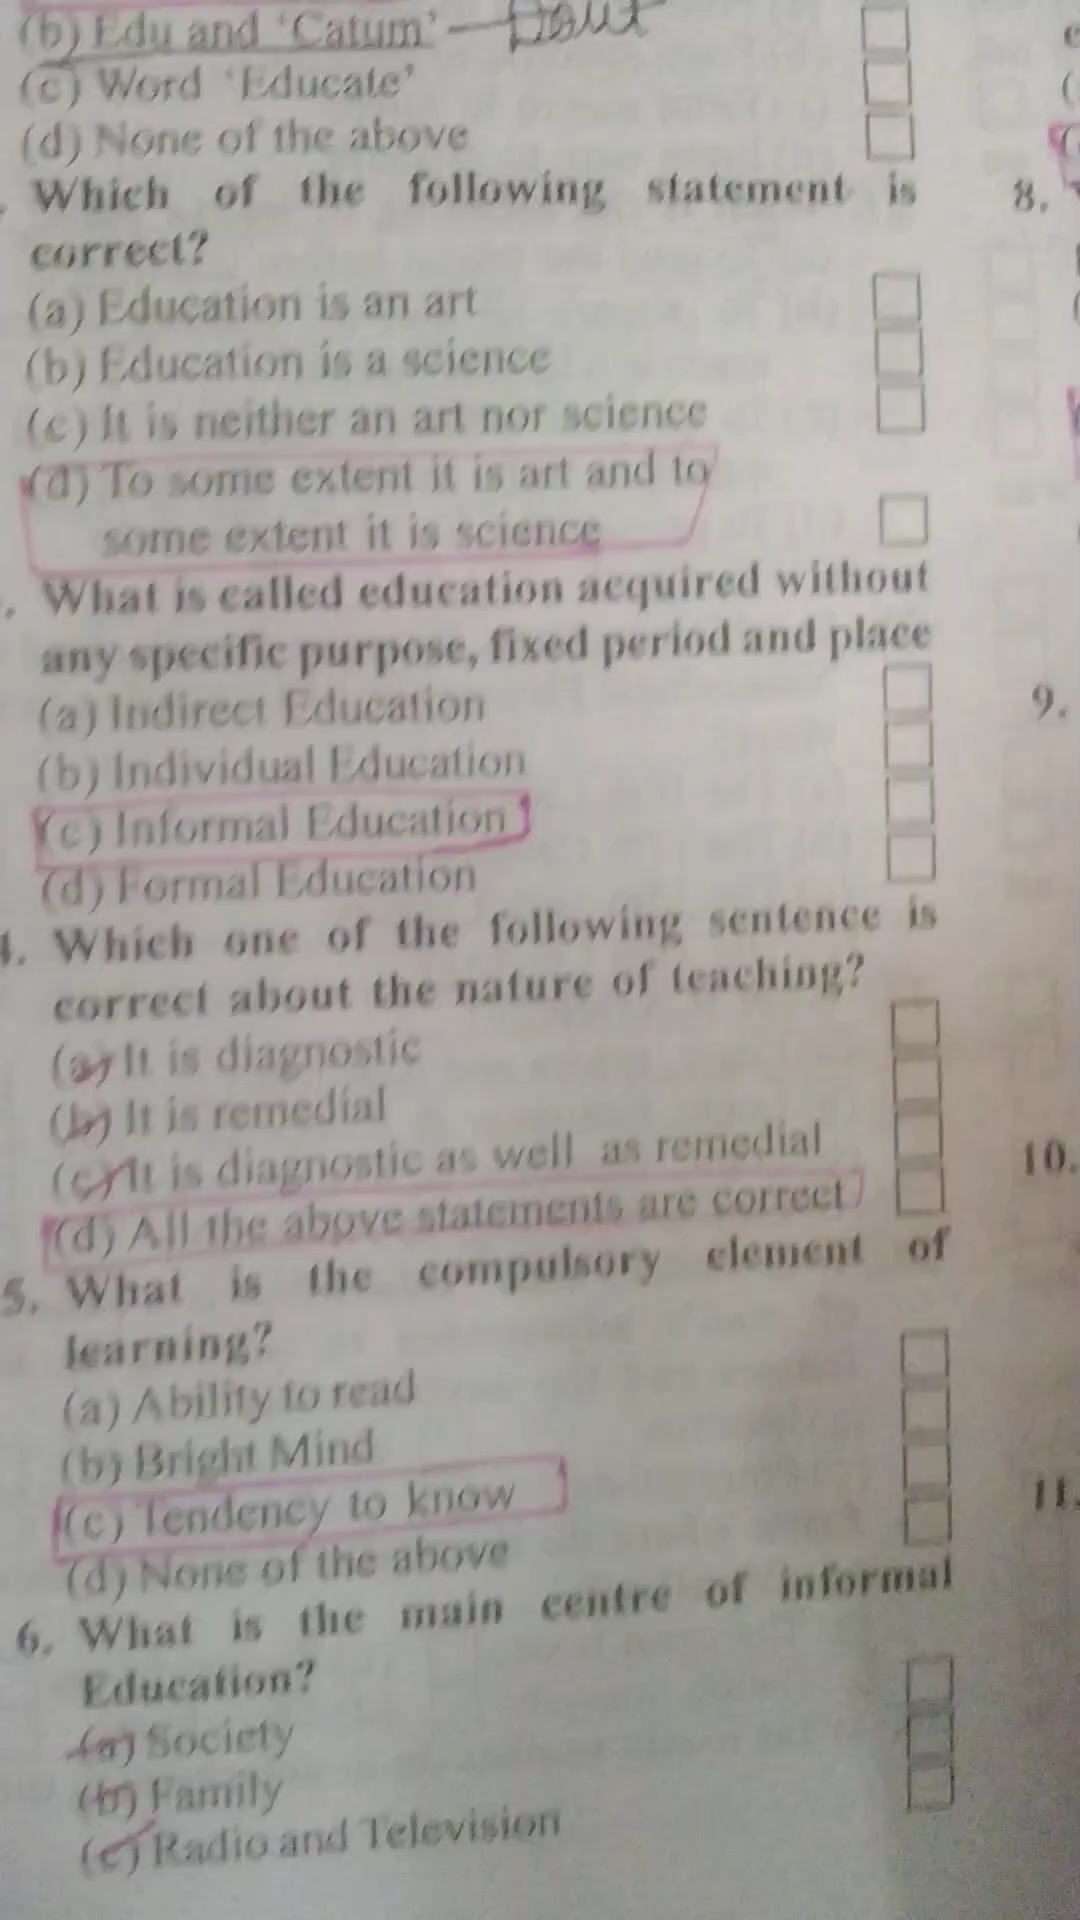 (b) Edu and 'Catum' —
(c) Word 'Educate'
(d) None of the above
Which of the following statement is
correct?
(a) Education is an art
(b) Education is a science
(c) It is neither an art nor science
(d) To some extent it is art and to
some extent it is science
. What is called education acquired without
any specific purpose, fixed period and place
(a) Indirect Education
(b) Individual Education
(c) Informal Education
(d) Formal Education
4. Which one of the following sentence is
correct about the nature of teaching?
(a) It is diagnostic
(b) It is remedial
(c) It is diagnostic as well as remedial
(d) All the above statements are correct
5. What is the compulsory element of
learning?
(a) Ability to read
(b) Bright Mind
(c) Tendency to know
(d) None of the above
6. What is the main centre of informal
Education?
(a) Society
(b) Family
(c) Radio and Television
8.
9.
10.
11.